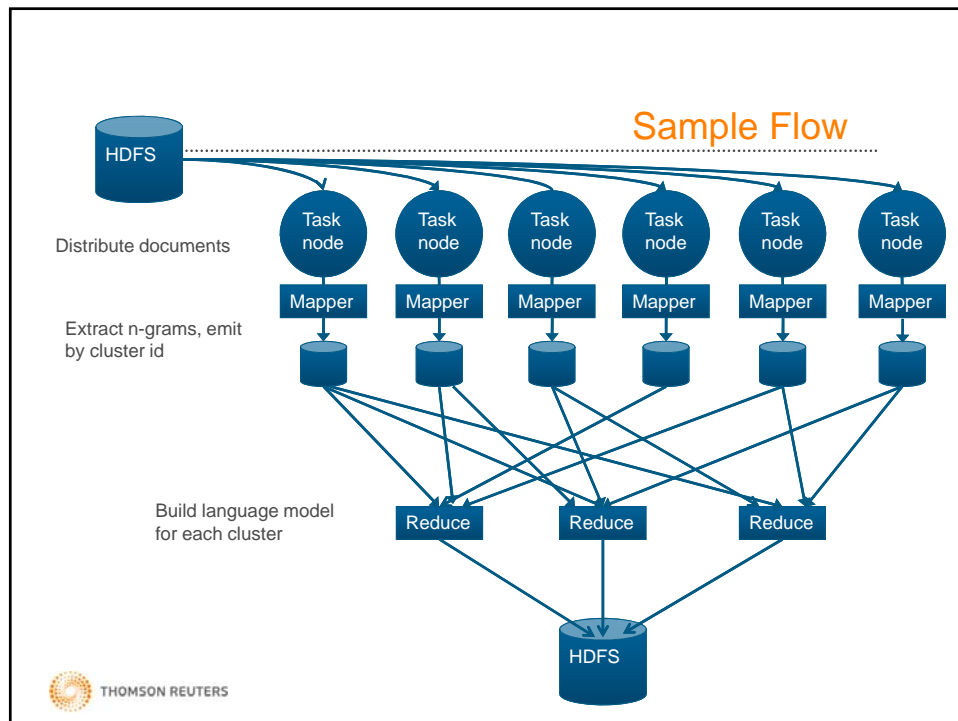 Sample Flow
HDFS
Task
node
Task
node
Task
node
Task
node
Task
node
Task
node
Distribute documents
Mapper
Mapper
Mapper
Mapper
Mapper
Mapper
Extract n-grams, emit
by cluster id
Build language model
for each cluster
Reduce
Reduce
Reduce
HDFS
THOMSON REUTERS